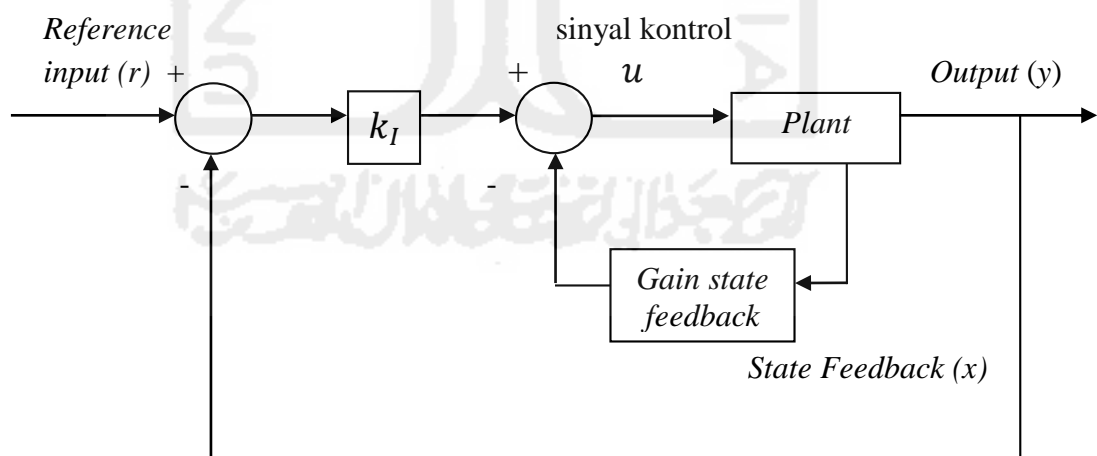 Reference
input (r)
+
-
k_I
+
-
sinyal kontrol
u
Plant
Output (y)
Gain state
feedback
State Feedback (x)